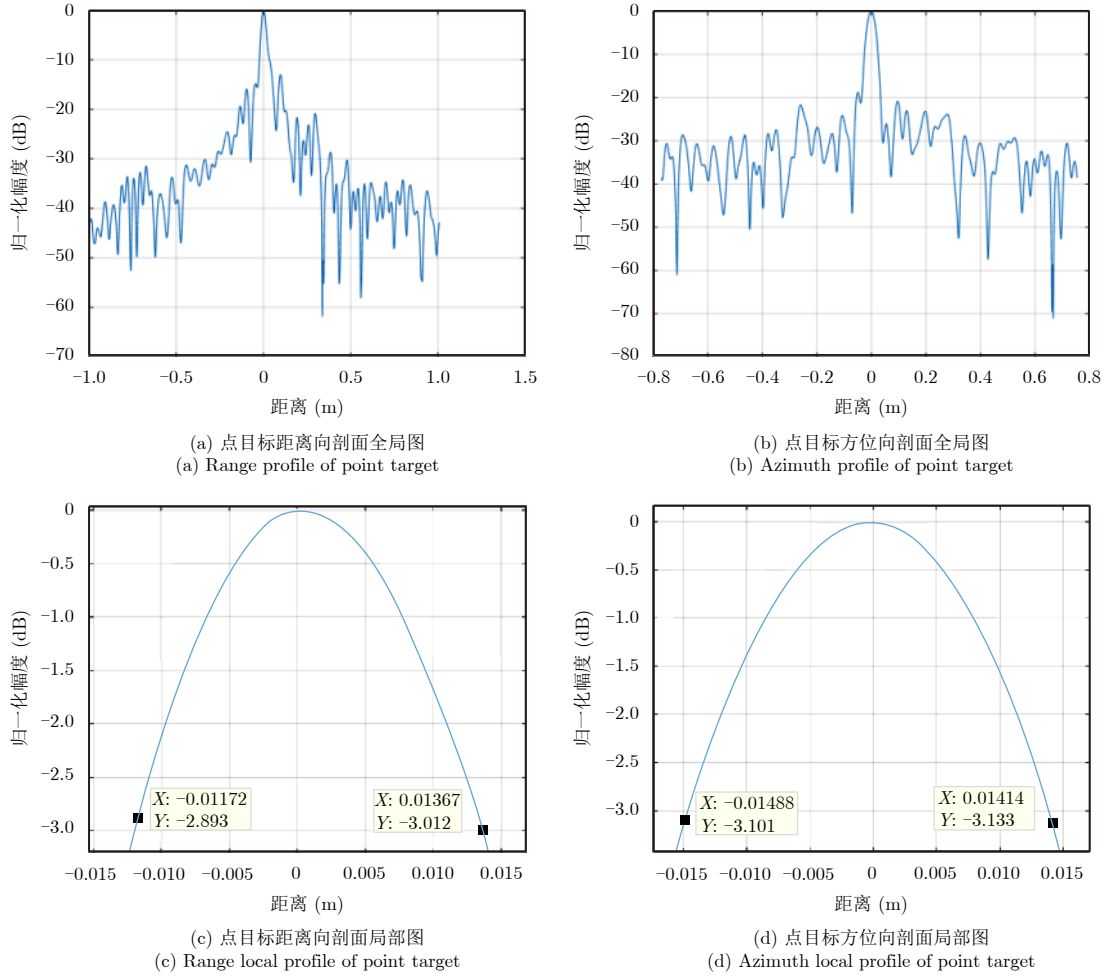 0
−10
−20
−30
−40
−50
−60
−70
−1.0
−0.5
0
0.5
1.0
1.5
归一化幅度 (dB)
距离 (m)
(a) 点目标距离向剖面全局图
(a) Range profile of point target
0
−10
−20
−30
−40
−50
−60
−70
−80
−0.8
−0.6
−0.4
−0.2
0
0.2
0.4
0.6
0.8
归一化幅度 (dB)
距离 (m)
(b) 点目标方位向剖面全局图
(b) Azimuth profile of point target
0
−0.5
−1.0
−1.5
−2.0
−2.5
−3.0
X: −0.01172
Y: −2.893
X: 0.01367
Y: −3.012
−0.015
−0.010
−0.005
0
0.005
0.010
0.015
归一化幅度 (dB)
距离 (m)
(c) 点目标距离向剖面局部图
(c) Range local profile of point target
0
−0.5
−1.0
−1.5
−2.0
−2.5
−3.0
X: −0.01488
Y: −3.101
X: 0.01414
Y: −3.133
−0.015
−0.010
−0.005
0
0.005
0.010
0.015
归一化幅度 (dB)
距离 (m)
(d) 点目标方位向剖面局部图
(d) Azimuth local profile of point target